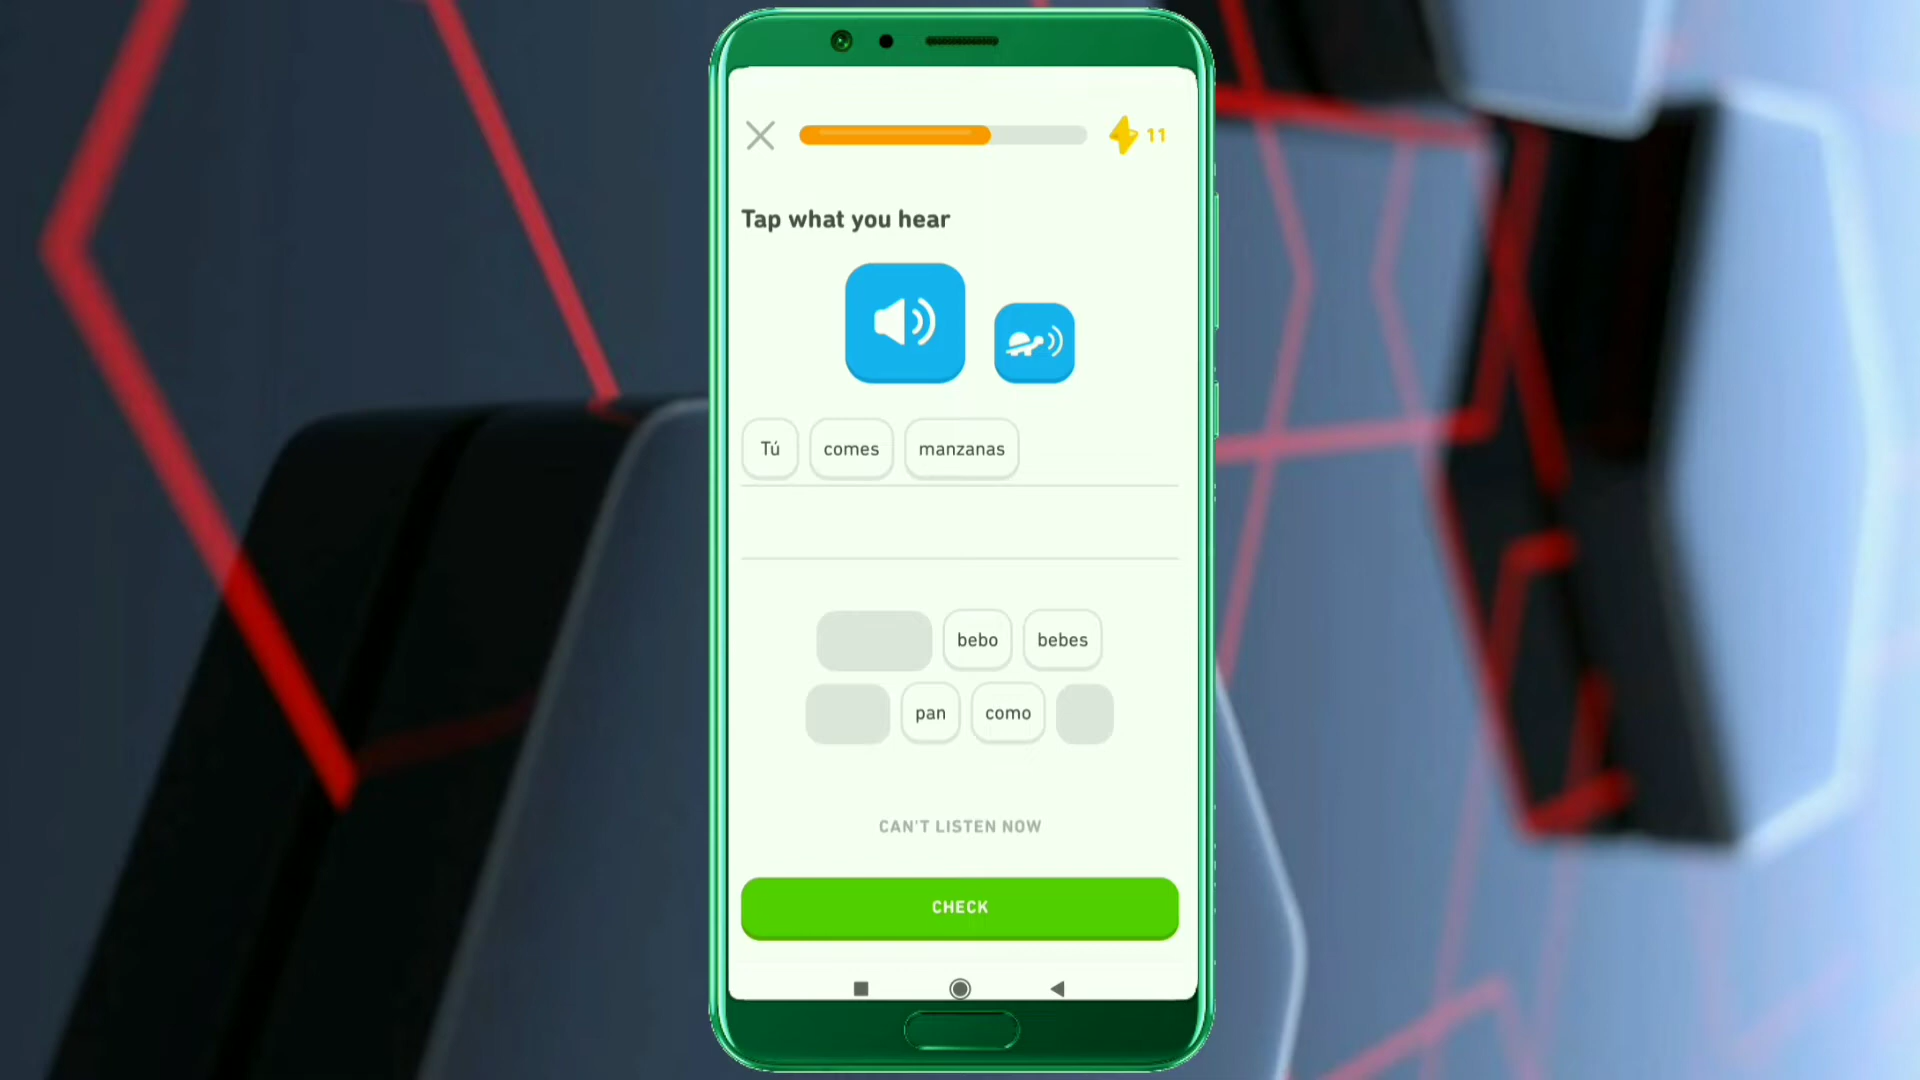 11
Tap what you hear
Tú comes manzanas
bebo bebes
pan como
CAN'T LISTEN NOW
CHECK